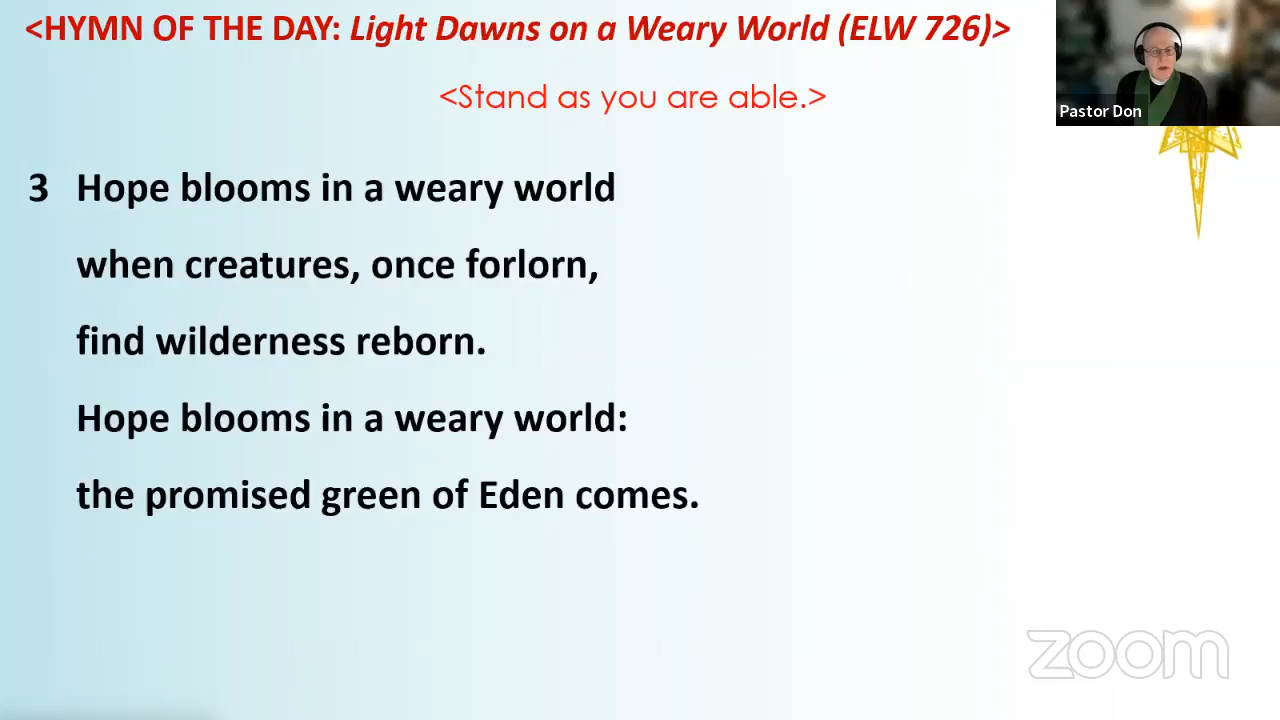 <HYMN OF THE DAY: Light Dawns on a Weary World (ELW 726)>
<Stand as you are able.>
Pastor Don
3 Hope blooms in a weary world
when creatures, once forlorn,
find wilderness reborn.
Hope blooms in a weary world:
the promised green of Eden comes.
zoom